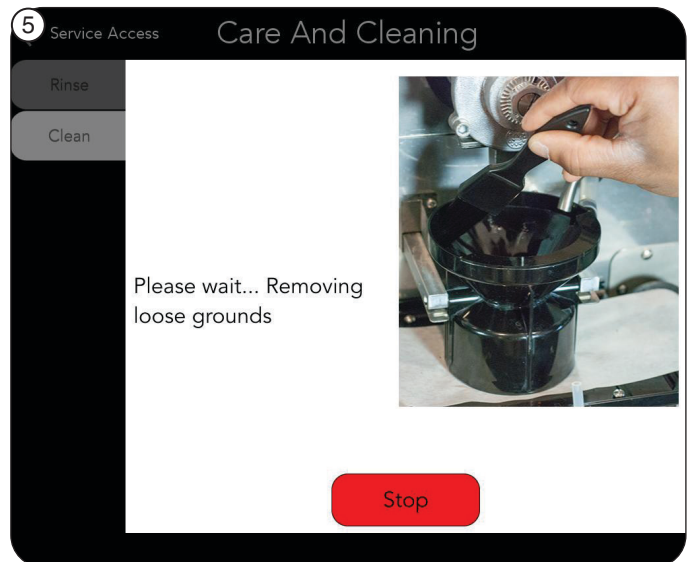 5
Service Access
Care And Cleaning
Rinse
Clean
Please wait... Removing
loose grounds
Stop